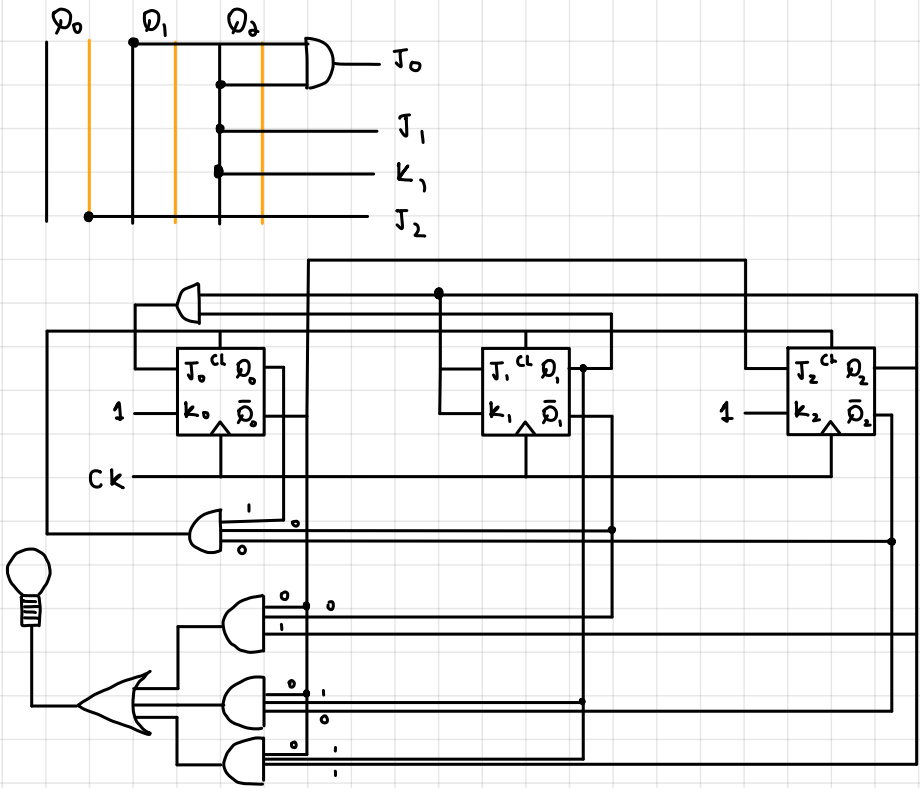 Q₀ Q₁ Q₂
J₀
J₁
K₁
J₂
J₀ CL Q₀
1 K₀ Q̅₀
J₁ CL Q₁
K₁ Q̅₁
J₂ CL Q₂
1 K₂ Q̅₂
CK
1
0
0
0 0
1
0 1
0
0 1
1